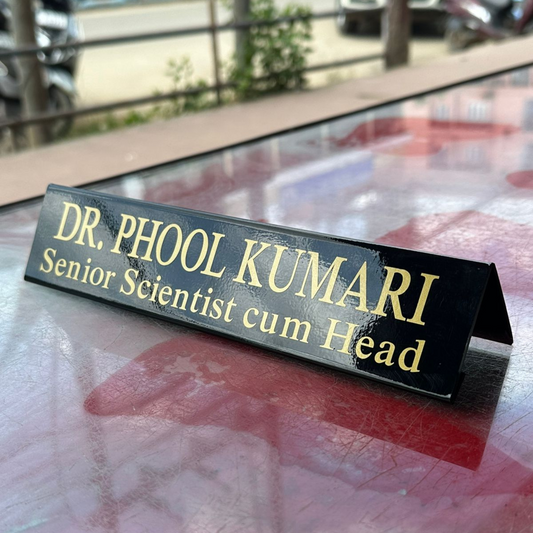 DR. PHOOL KUMARI
Senior Scientist cum Head